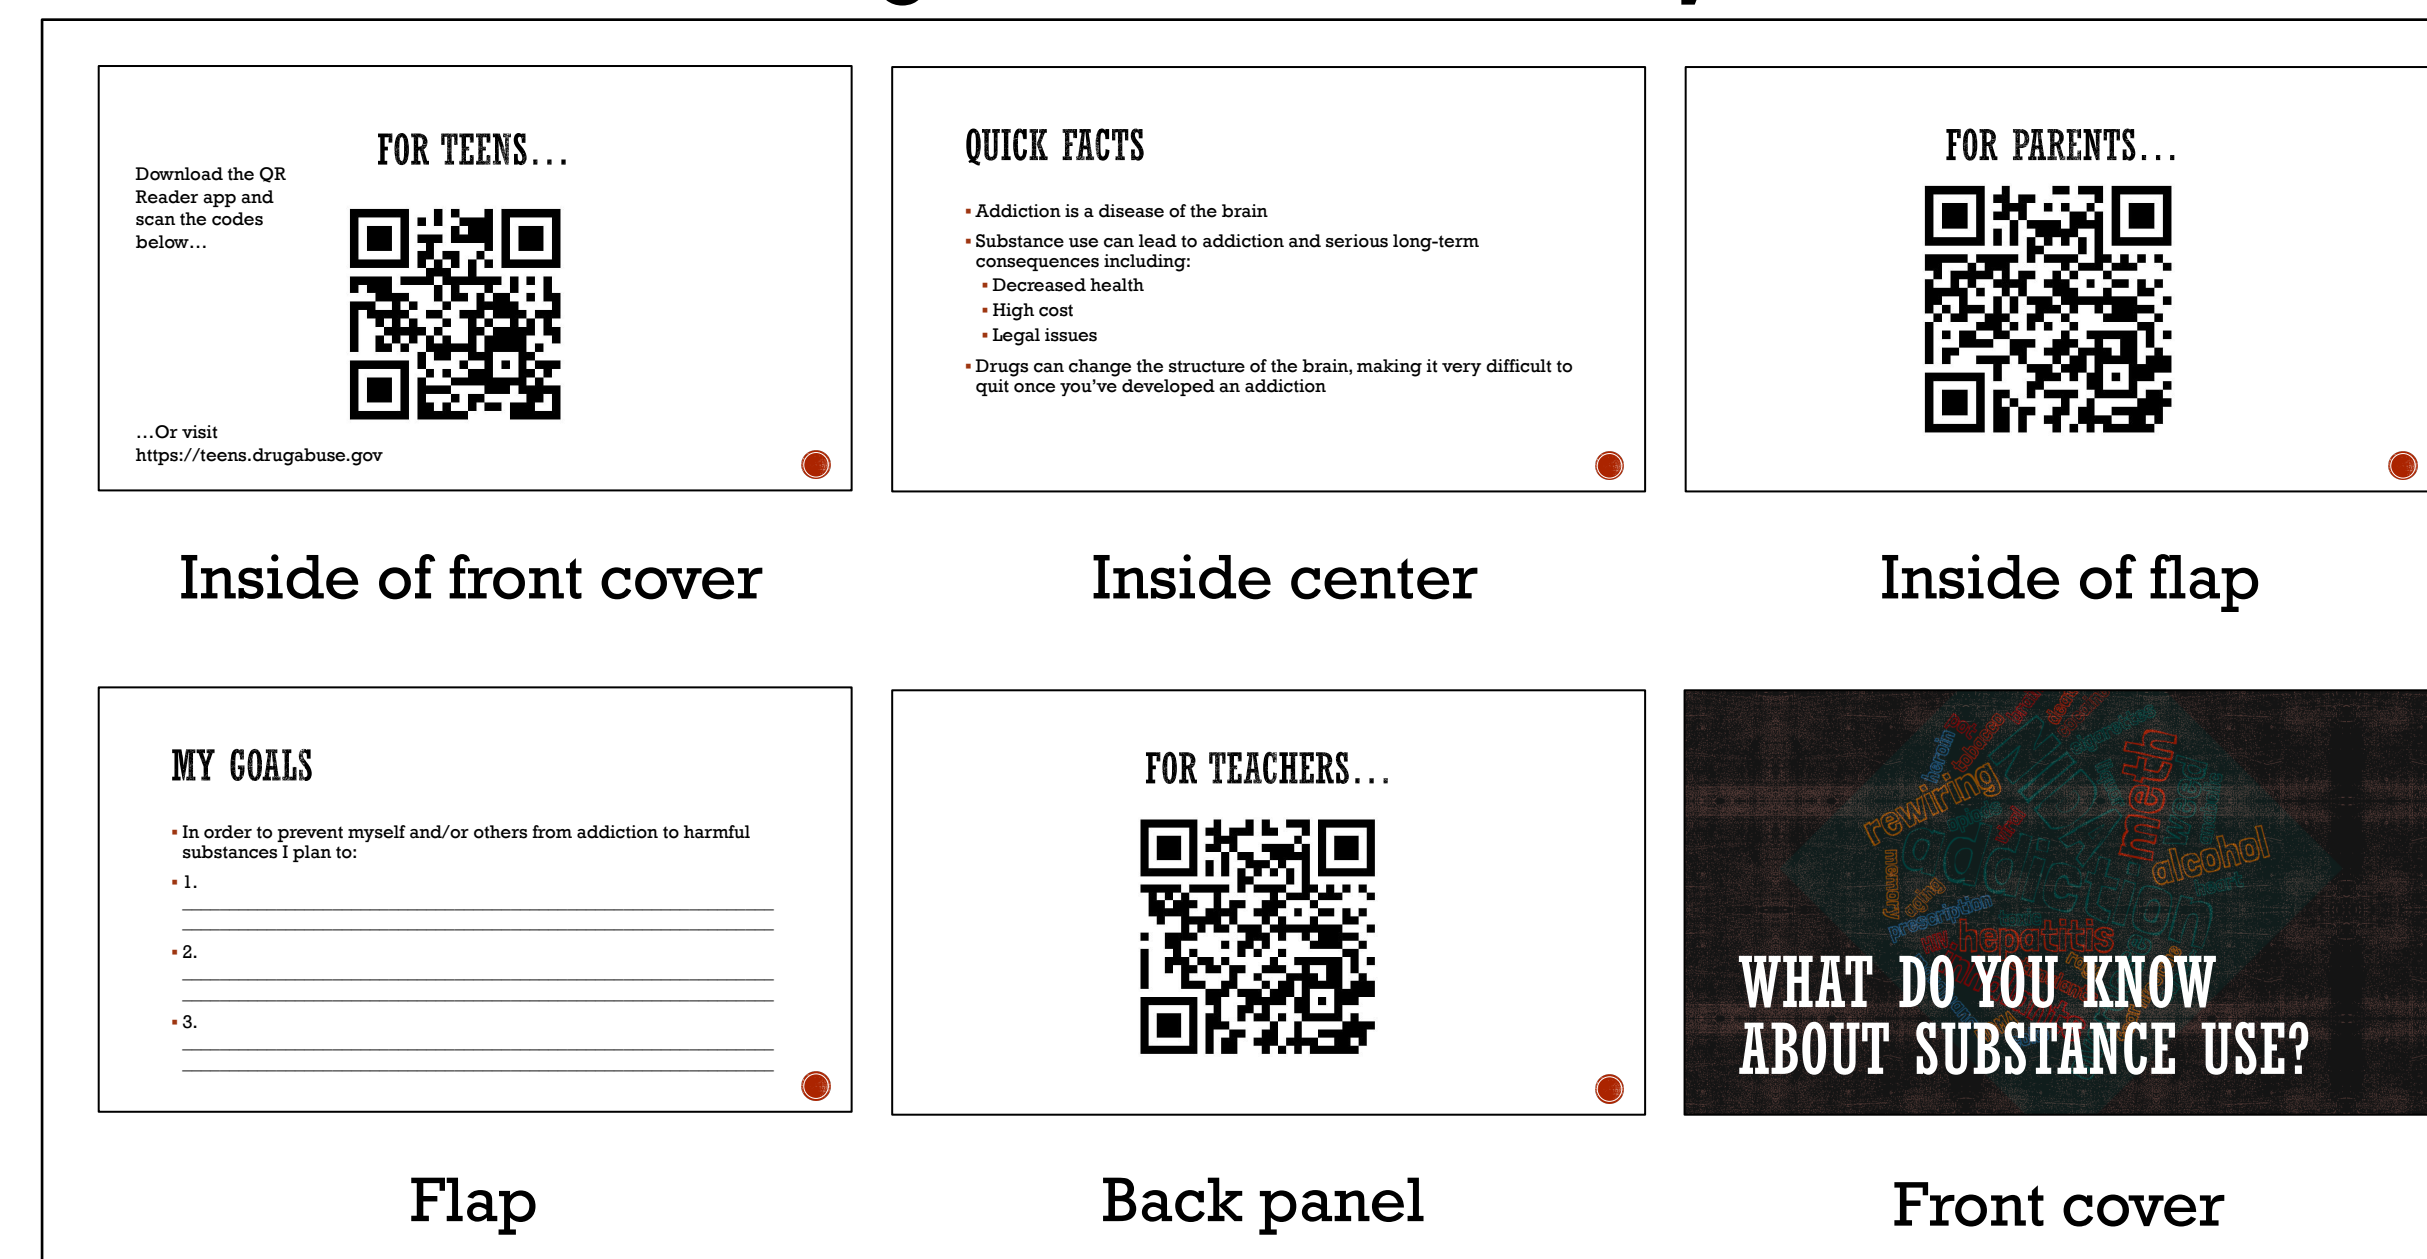 FOR TEENS...
Download the QR
Reader app and
scan the codes
below...
...Or visit
https://teens.drugabuse.gov
Inside of front cover
QUICK FACTS
Addiction is a disease of the brain
Substance use can lead to addiction and serious long-term
consequences including:
Decreased health
High cost
Legal issues
Drugs can change the structure of the brain, making it very difficult to
quit once you've developed an addiction
Inside center
FOR PARENTS...
Inside of flap
MY GOALS
In order to prevent myself and/or others from addiction to harmful
substances I plan to:
1.
2.
3.
Flap
FOR TEACHERS...
Back panel
heroin
tobacco
rewiring
meth
weed
addiction
alcohol
memory
aging
prescription
hepatitis
WHAT DO YOU KNOW
ABOUT SUBSTANCE USE?
Front cover